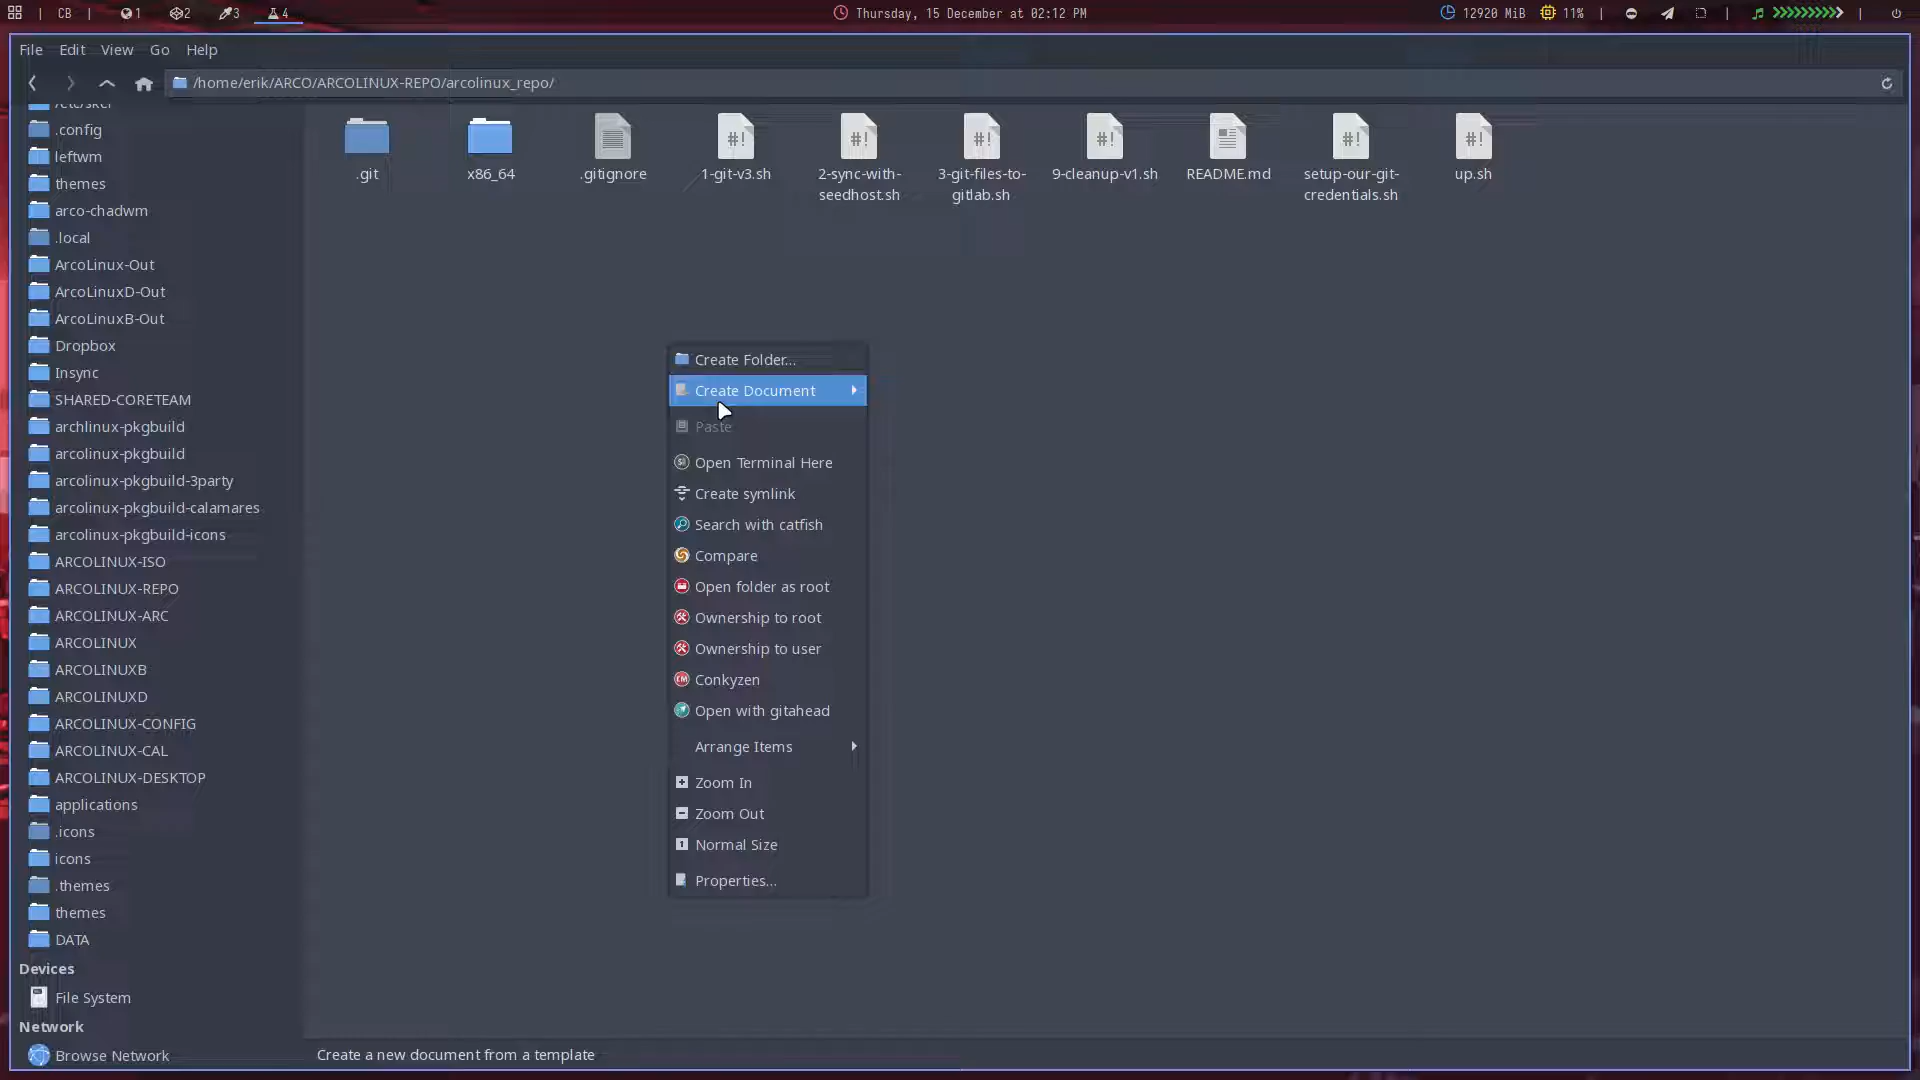 CB
1
2
3
4
Thursday, 15 December at 02:12 PM
12920 MiB
11%
File Edit View Go Help
/home/erik/ARCO/ARCOLINUX-REPO/arcolinux_repo/
/etc/skel
.config
leftwm
themes
arco-chadwm
.local
ArcoLinux-Out
ArcoLinuxD-Out
ArcoLinuxB-Out
Dropbox
Insync
SHARED-CORETEAM
archlinux-pkgbuild
arcolinux-pkgbuild
arcolinux-pkgbuild-3party
arcolinux-pkgbuild-calamares
arcolinux-pkgbuild-icons
ARCOLINUX-ISO
ARCOLINUX-REPO
ARCOLINUX-ARC
ARCOLINUX
ARCOLINUXB
ARCOLINUXD
ARCOLINUX-CONFIG
ARCOLINUX-CAL
ARCOLINUX-DESKTOP
applications
.icons
icons
.themes
themes
DATA
Devices
File System
Network
Browse Network
.git
x86_64
.gitignore
#!
1-git-v3.sh
#!
2-sync-with-
seedhost.sh
#!
3-git-files-to-
gitlab.sh
#!
9-cleanup-v1.sh
README.md
#!
setup-our-git-
credentials.sh
#!
up.sh
Create Folder...
Create Document
Paste
Open Terminal Here
Create symlink
Search with catfish
Compare
Open folder as root
Ownership to root
Ownership to user
Conkyzen
Open with gitahead
Arrange Items
Zoom In
Zoom Out
Normal Size
Properties...
Create a new document from a template